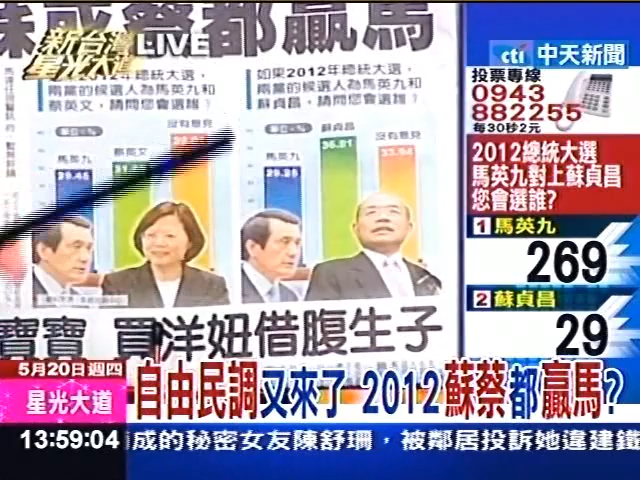 蘇或蔡都贏馬
新台灣
星光大道
LIVE
cti 中天新聞
投票專線
0943
882255
每30秒2元
2012總統大選
馬英九對上蘇貞昌
您會選誰?
1 馬英九
269
2 蘇貞昌
29
2年總統大選，
兩黨的候選人為馬英九和
蔡英文，請問您會選誰？
單位：%
馬英九
蔡
沒有意見
29.45
如果2012年總統大選，
兩黨的候選人為馬英九和
蘇貞昌，請問您會選誰？
單位：%
馬英九
蘇貞昌
沒有意見
29.25
36.81
33.94
寶寶 買洋妞借腹生子
5月20日週四
星光大道
自由民調又來了 2012蘇蔡都贏馬?
13:59:04
成的秘密女友陳舒珊，被鄰居投訴她違建鐵